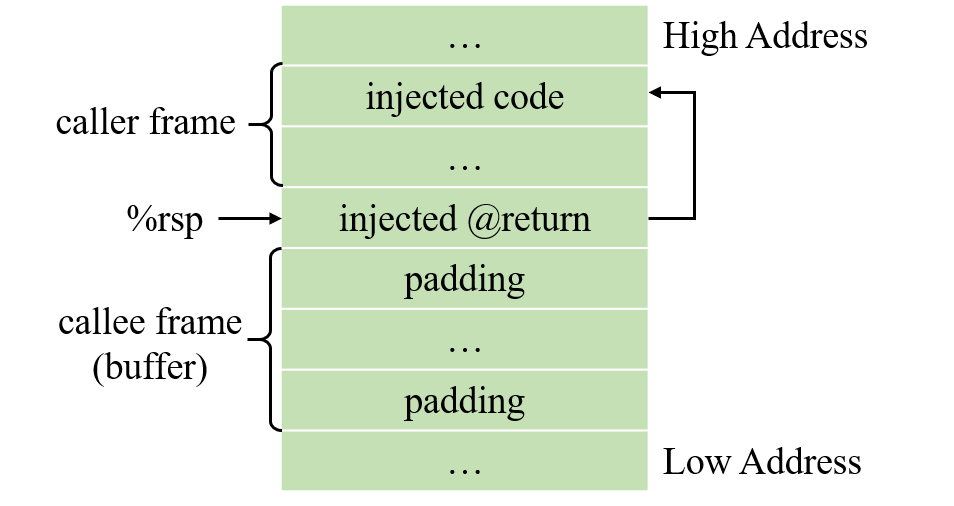 …
High Address
injected code
caller frame
…
%rsp
injected @return
padding
callee frame
(buffer)
…
padding
…
Low Address